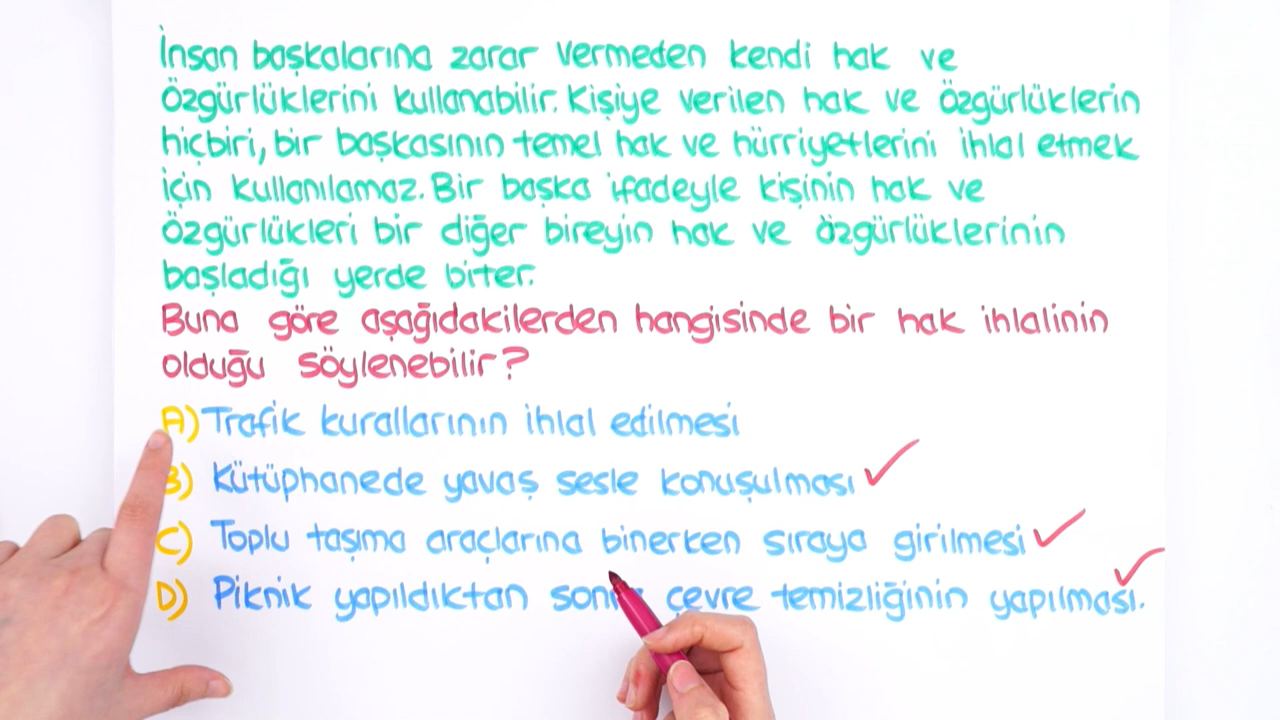 İnsan başkalarına zarar vermeden kendi hak ve
özgürlüklerini kullanabilir. Kişiye verilen hak ve özgürlüklerin
hiçbiri, bir başkasının temel hak ve hürriyetlerini ihlal etmek
için kullanılamaz. Bir başka ifadeyle kişinin hak ve
özgürlükleri bir diğer bireyin hak ve özgürlüklerinin
başladığı yerde biter.
Buna göre aşağıdakilerden hangisinde bir hak ihlalinin
olduğu söylenebilir?
A) Trafik kurallarının ihlal edilmesi
B) Kütüphanede yavaş sesle konuşulması
C) Toplu taşıma araçlarına binerken sıraya girilmesi
D) Piknik yapıldıktan sonra çevre temizliğinin yapılması.